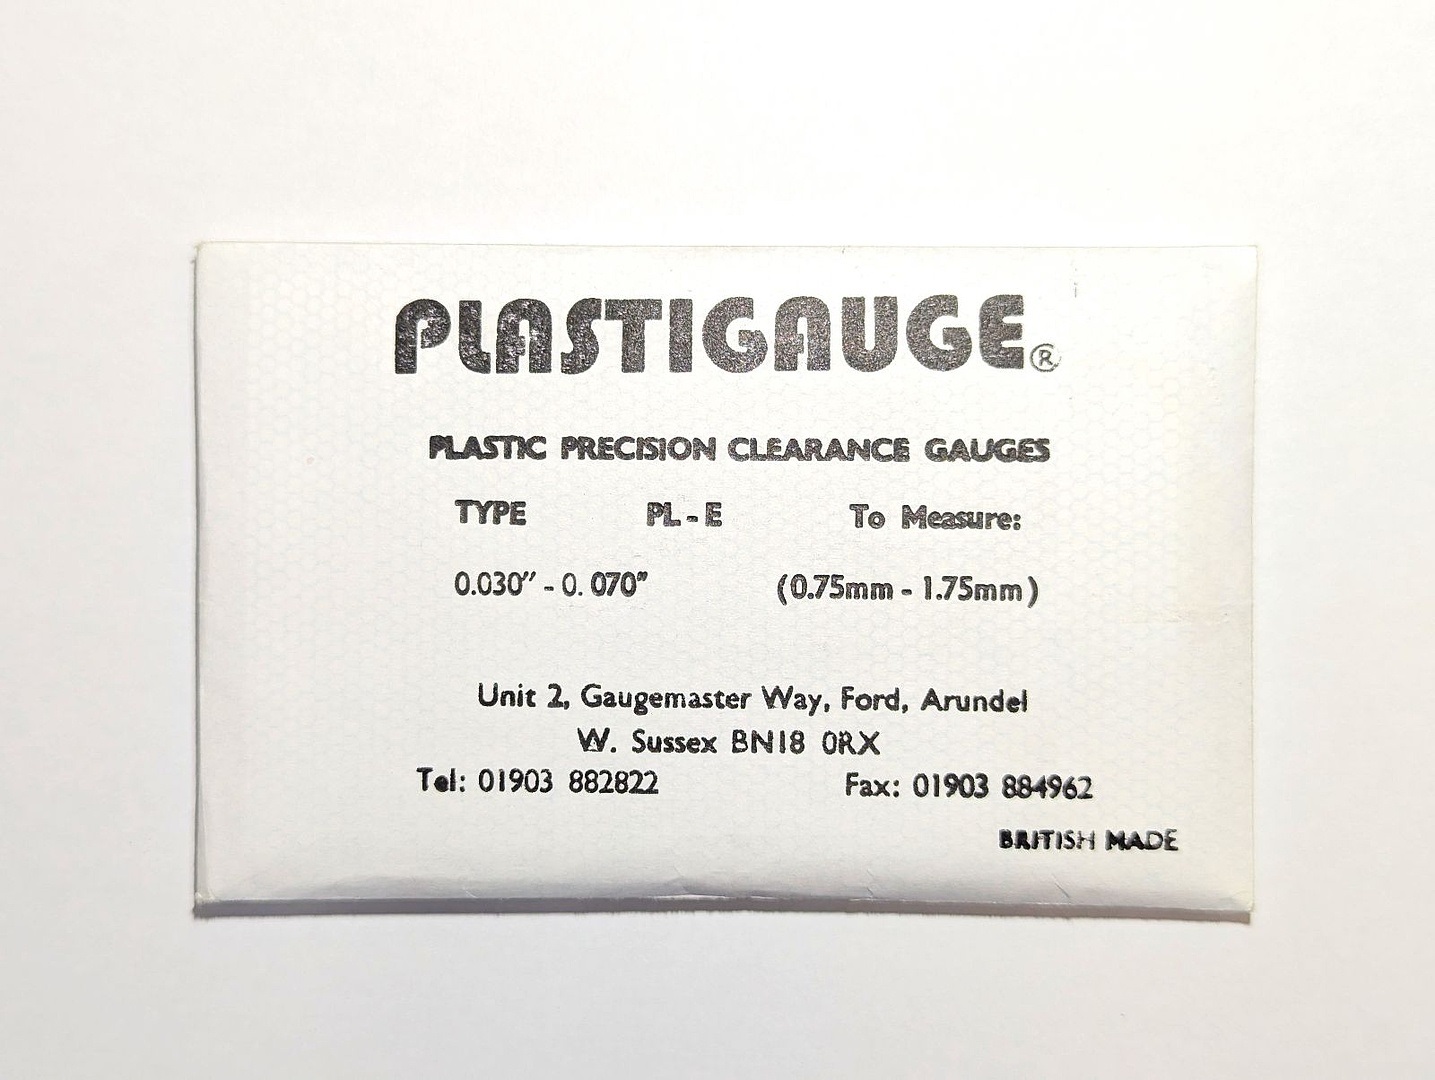 PLASTIGAUGE®
PLASTIC PRECISION CLEARANCE GAUGES
TYPE PL-E To Measure:
0.030" - 0. 070" (0.75mm - 1.75mm)
Unit 2, Gaugemaster Way, Ford, Arundel
W. Sussex BN18 0RX
Tel: 01903 882822 Fax: 01903 884962
BRITISH MADE